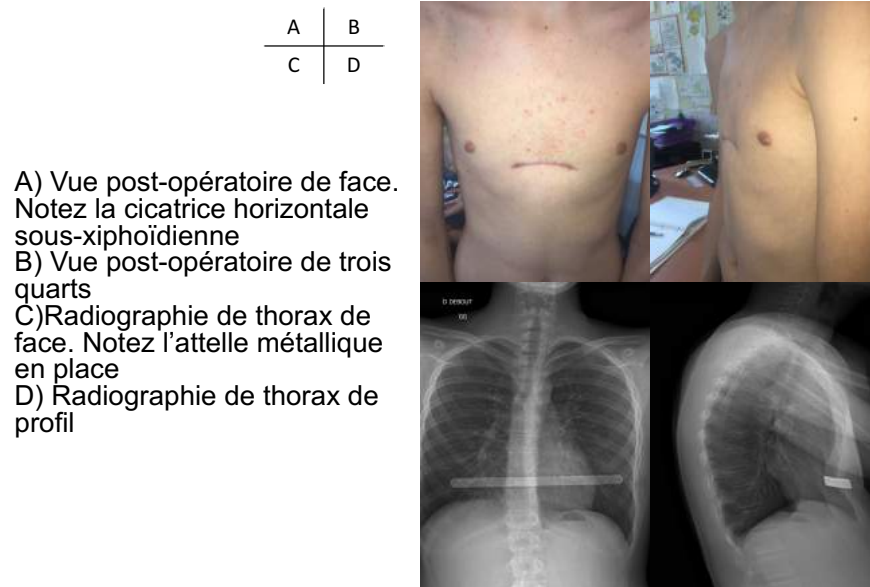 A B
C D
A) Vue post-opératoire de face.
Notez la cicatrice horizontale
sous-xiphoïdienne
B) Vue post-opératoire de trois
quarts
C)Radiographie de thorax de
face. Notez l’attelle métallique
en place
D) Radiographie de thorax de
profil
DEBOUT